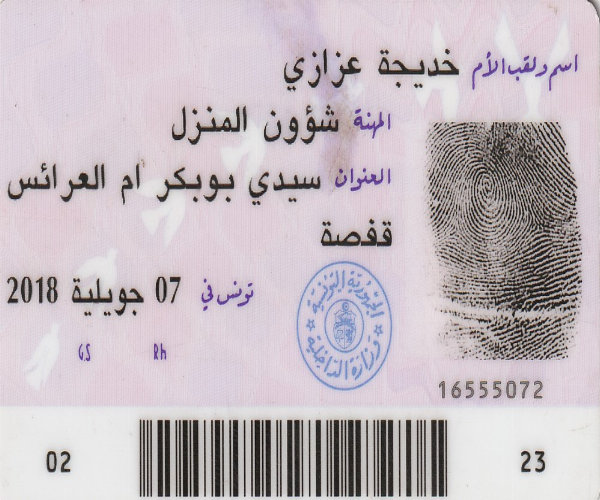 اسم ولقب الأم خديجة عزازي
المهنة شؤون المنزل
العنوان سيدي بوبكر ام العرائس
قفصة
تونس في 07 جويلية 2018
الجمهورية التونسية
وزارة الداخلية
GS Rh
16555072
02 23